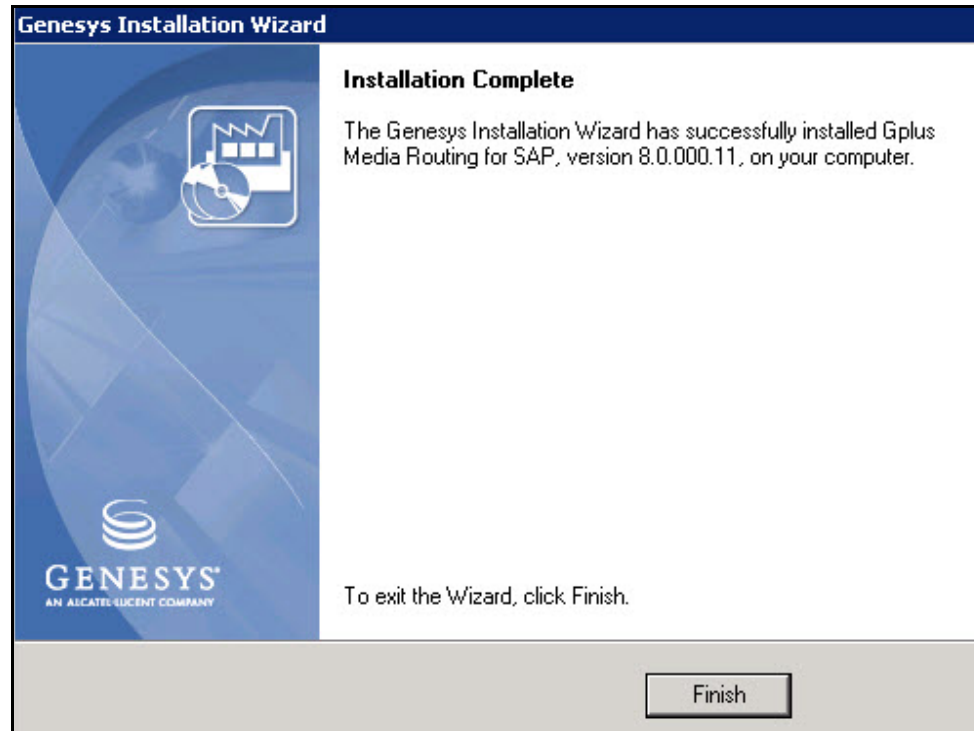 Genesys Installation Wizard
Installation Complete
The Genesys Installation Wizard has successfully installed Gplus
Media Routing for SAP, version 8.0.000.11, on your computer.
GENESYS®
AN ALCATEL-LUCENT COMPANY
To exit the Wizard, click Finish.
Finish